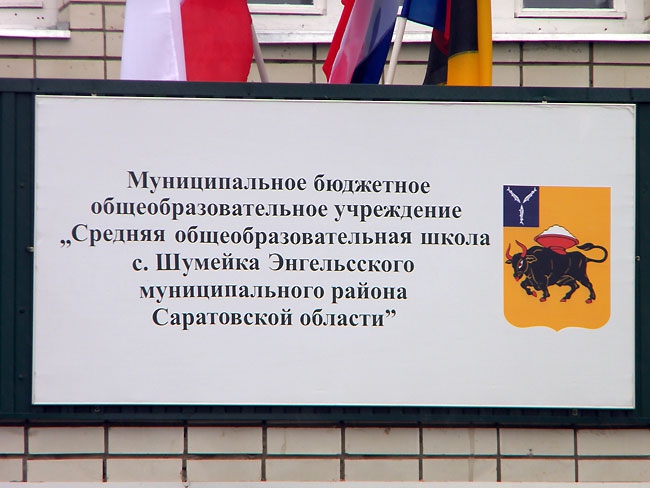 Муниципальное бюджетное
общеобразовательное учреждение
„Средняя общеобразовательная школа
с. Шумейка Энгельсского
муниципального района
Саратовской области”